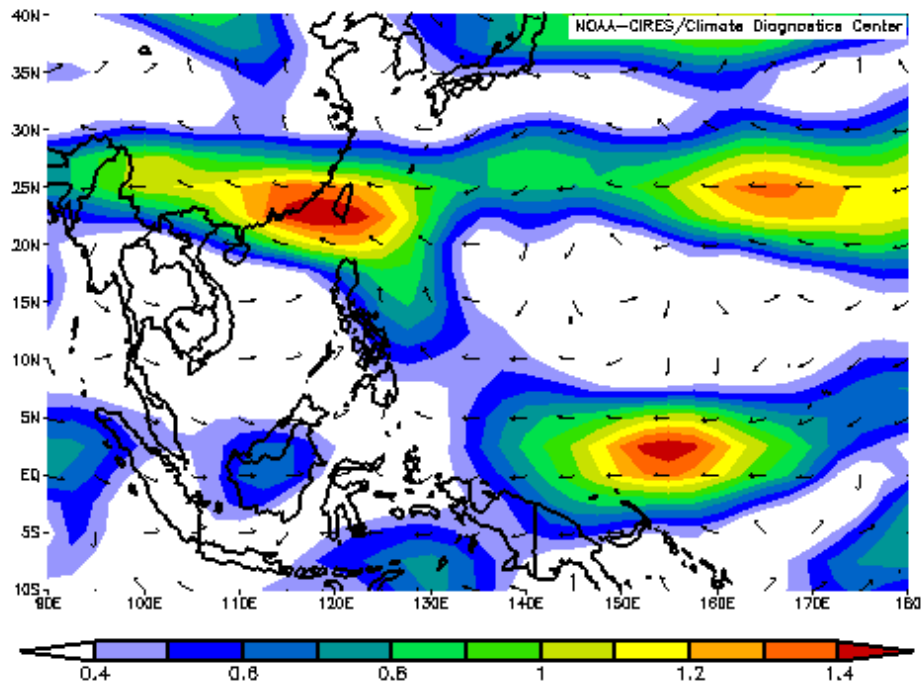 NOAA-CIRES/Climate Diagnostics Center
40N
35N
30N
25N
20N
15N
10N
5N
EQ
5S
10S
90E 100E 110E 120E 130E 140E 150E 160E 170E 180
0.4 0.6 0.8 1 1.2 1.4